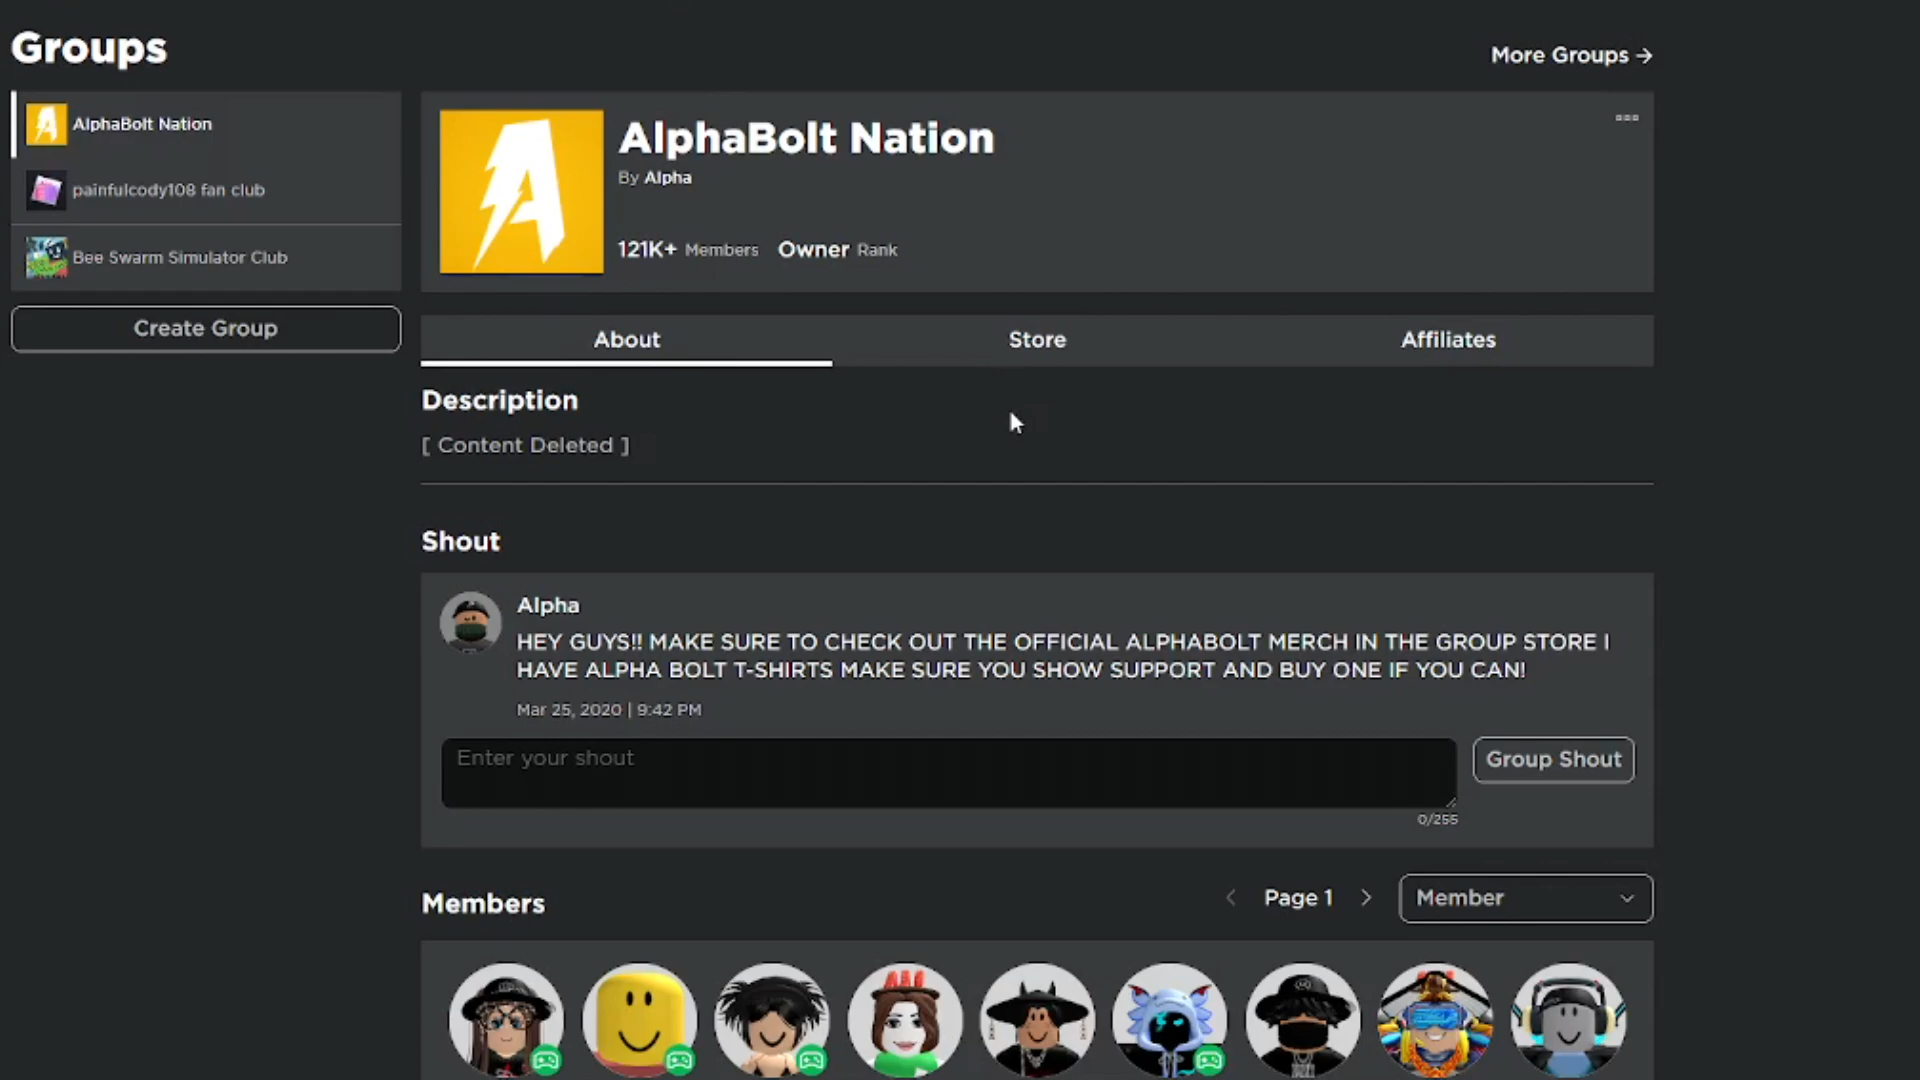 Groups
More Groups →
AlphaBolt Nation
painfulcody108 fan club
Bee Swarm Simulator Club
Create Group
AlphaBolt Nation
By Alpha
121K+ Members Owner Rank
About
Store
Affiliates
Description
[ Content Deleted ]
Shout
Alpha
HEY GUYS!! MAKE SURE TO CHECK OUT THE OFFICIAL ALPHABOLT MERCH IN THE GROUP STORE I
HAVE ALPHA BOLT T-SHIRTS MAKE SURE YOU SHOW SUPPORT AND BUY ONE IF YOU CAN!
Mar 25, 2020 | 9:42 PM
Enter your shout
Group Shout
0/255
Members
Page 1
Member